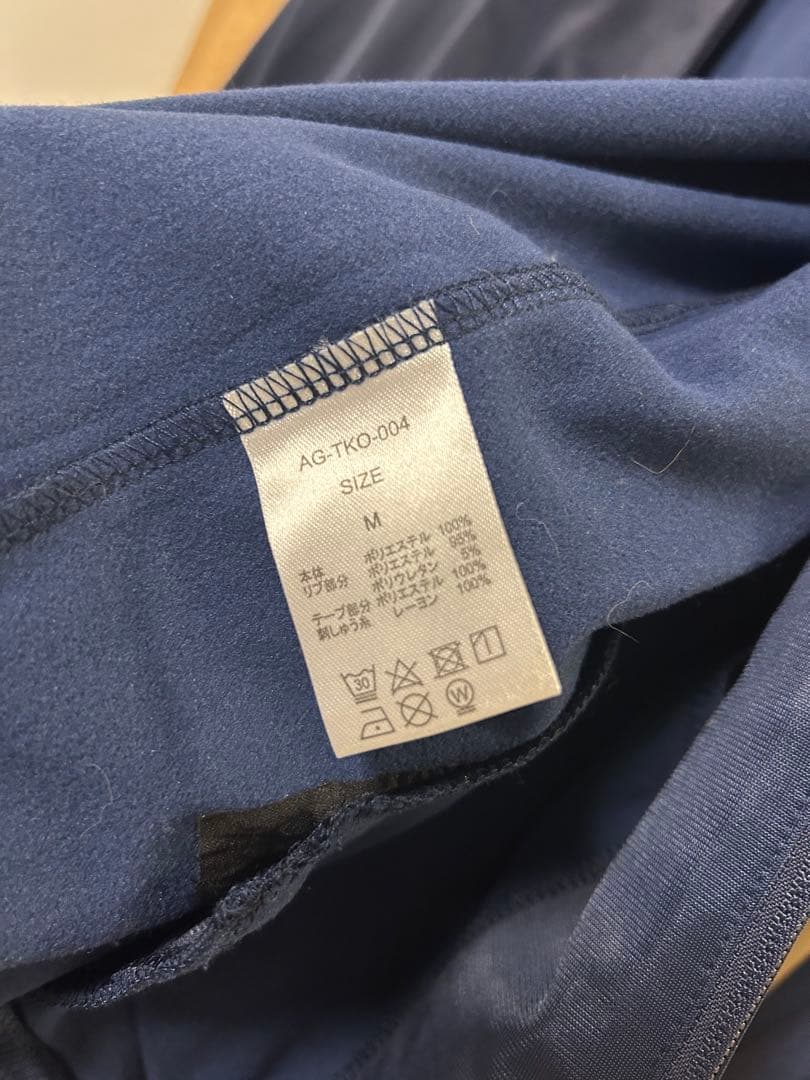 AG-TKO-004
SIZE
M
本体 ポリエステル 100%
リブ部分 ポリエステル 95%
ポリウレタン 5%
テープ部分 ポリエステル 100%
刺しゅう糸 レーヨン 100%
30
W